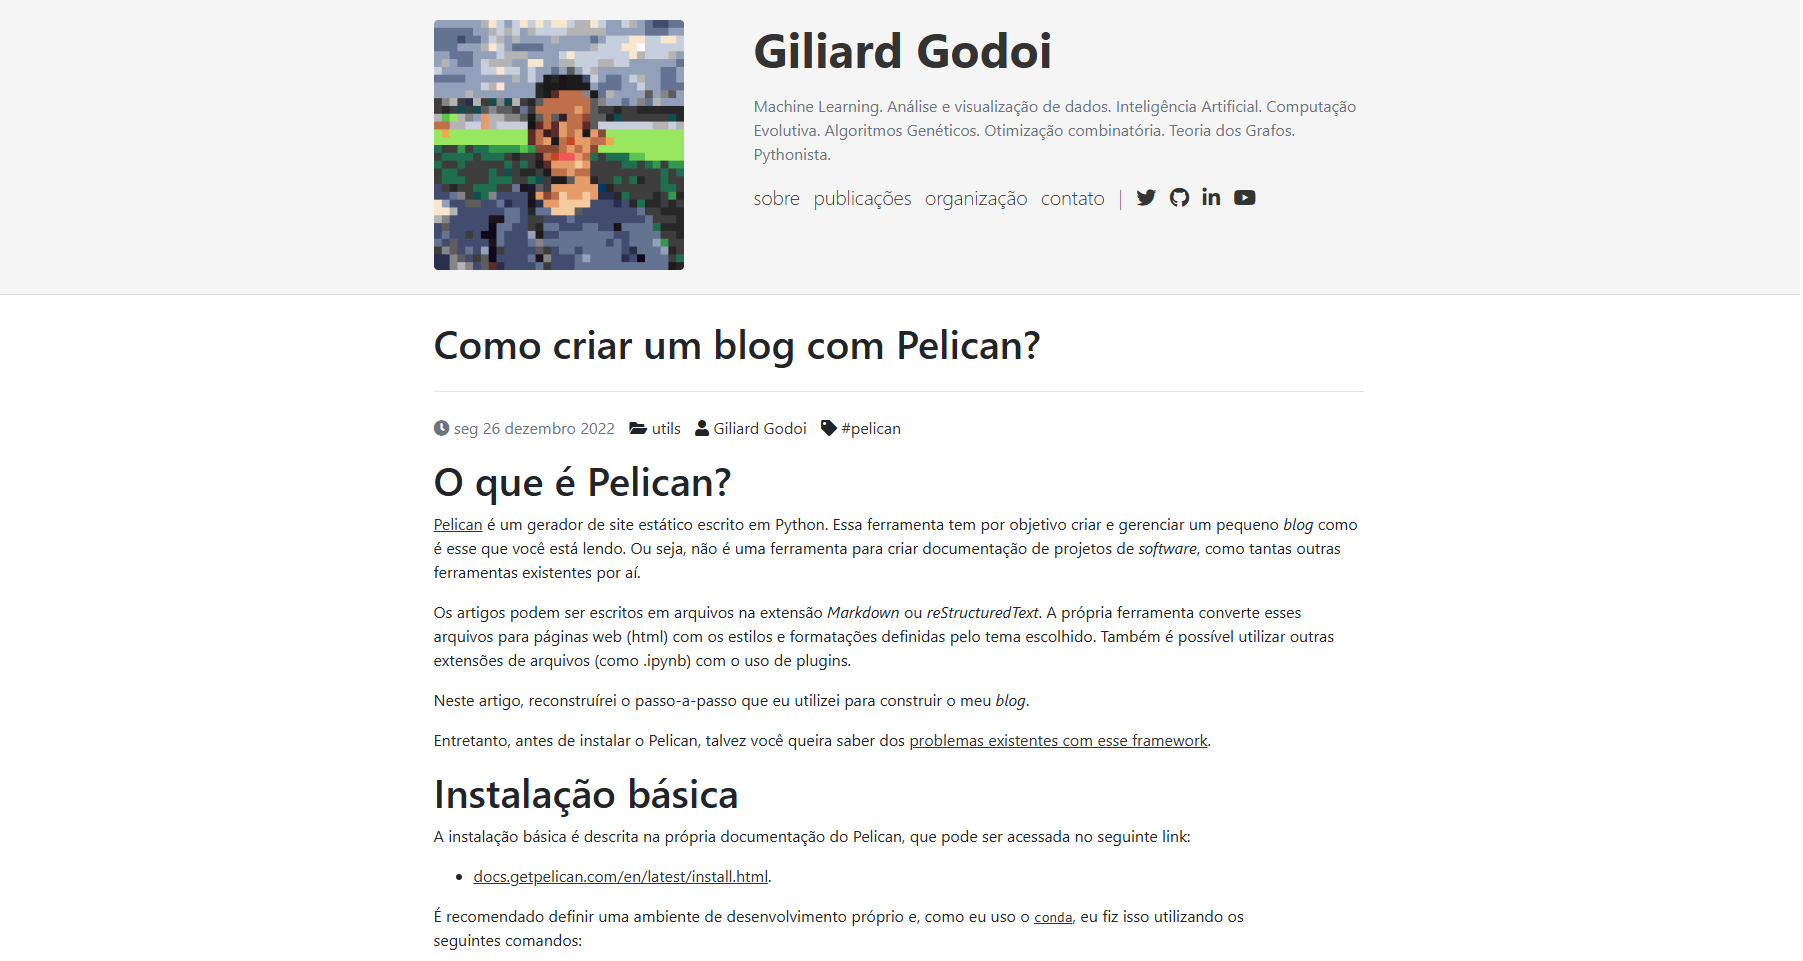 Giliard Godoi
Machine Learning. Análise e visualização de dados. Inteligência Artificial. Computação
Evolutiva. Algoritmos Genéticos. Otimização combinatória. Teoria dos Grafos.
Pythonista.
sobre publicações organização contato |
Como criar um blog com Pelican?
seg 26 dezembro 2022 utils Giliard Godoi #pelican
O que é Pelican?
Pelican é um gerador de site estático escrito em Python. Essa ferramenta tem por objetivo criar e gerenciar um pequeno blog como
é esse que você está lendo. Ou seja, não é uma ferramenta para criar documentação de projetos de software, como tantas outras
ferramentas existentes por aí.
Os artigos podem ser escritos em arquivos na extensão Markdown ou reStructuredText. A própria ferramenta converte esses
arquivos para páginas web (html) com os estilos e formatações definidas pelo tema escolhido. Também é possível utilizar outras
extensões de arquivos (como .ipynb) com o uso de plugins.
Neste artigo, reconstruírei o passo-a-passo que eu utilizei para construir o meu blog.
Entretanto, antes de instalar o Pelican, talvez você queira saber dos problemas existentes com esse framework.
Instalação básica
A instalação básica é descrita na própria documentação do Pelican, que pode ser acessada no seguinte link:
• docs.getpelican.com/en/latest/install.html.
É recomendado definir uma ambiente de desenvolvimento próprio e, como eu uso o conda, eu fiz isso utilizando os
seguintes comandos: